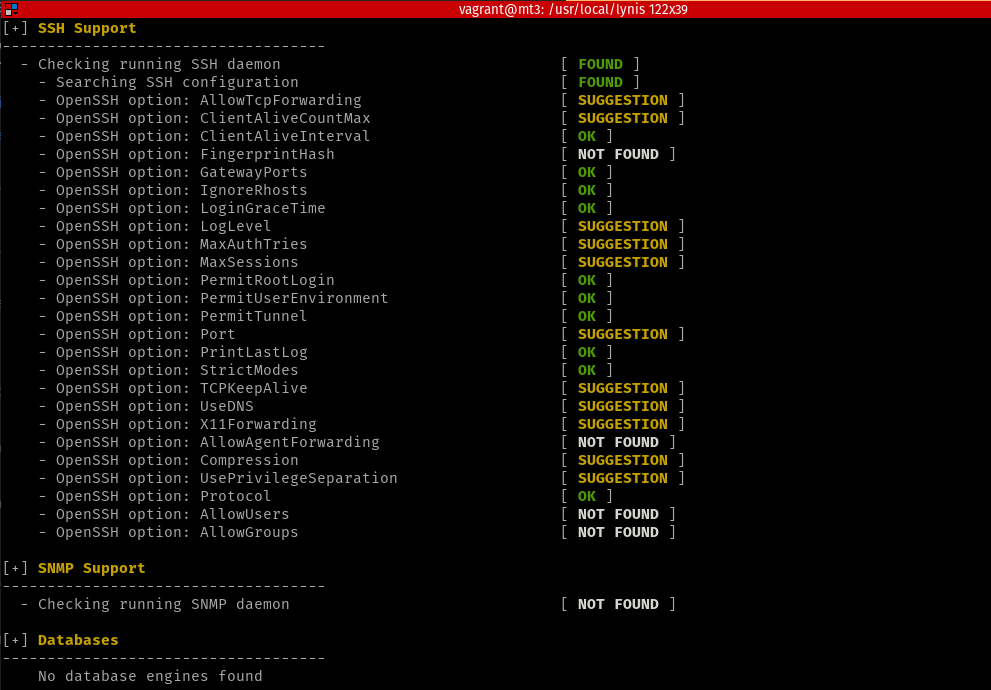 vagrant@mt3: /usr/local/lynis 122x39
[+] SSH Support
------------------------------------
  - Checking running SSH daemon                               [ FOUND ]
    - Searching SSH configuration                             [ FOUND ]
    - OpenSSH option: AllowTcpForwarding                      [ SUGGESTION ]
    - OpenSSH option: ClientAliveCountMax                     [ SUGGESTION ]
    - OpenSSH option: ClientAliveInterval                     [ OK ]
    - OpenSSH option: FingerprintHash                         [ NOT FOUND ]
    - OpenSSH option: GatewayPorts                            [ OK ]
    - OpenSSH option: IgnoreRhosts                            [ OK ]
    - OpenSSH option: LoginGraceTime                          [ OK ]
    - OpenSSH option: LogLevel                                [ SUGGESTION ]
    - OpenSSH option: MaxAuthTries                            [ SUGGESTION ]
    - OpenSSH option: MaxSessions                             [ SUGGESTION ]
    - OpenSSH option: PermitRootLogin                         [ OK ]
    - OpenSSH option: PermitUserEnvironment                   [ OK ]
    - OpenSSH option: PermitTunnel                            [ OK ]
    - OpenSSH option: Port                                    [ SUGGESTION ]
    - OpenSSH option: PrintLastLog                            [ OK ]
    - OpenSSH option: StrictModes                             [ OK ]
    - OpenSSH option: TCPKeepAlive                            [ SUGGESTION ]
    - OpenSSH option: UseDNS                                  [ SUGGESTION ]
    - OpenSSH option: X11Forwarding                           [ SUGGESTION ]
    - OpenSSH option: AllowAgentForwarding                    [ NOT FOUND ]
    - OpenSSH option: Compression                             [ SUGGESTION ]
    - OpenSSH option: UsePrivilegeSeparation                  [ SUGGESTION ]
    - OpenSSH option: Protocol                                [ OK ]
    - OpenSSH option: AllowUsers                              [ NOT FOUND ]
    - OpenSSH option: AllowGroups                             [ NOT FOUND ]
[+] SNMP Support
------------------------------------
  - Checking running SNMP daemon                              [ NOT FOUND ]
[+] Databases
------------------------------------
    No database engines found